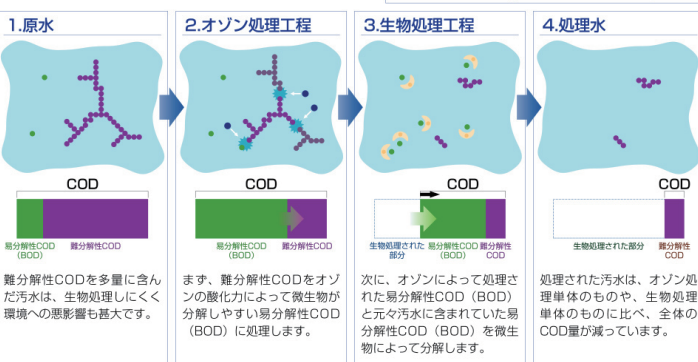 1.原水
COD
易分解性COD
（BOD）
難分解性COD
難分解性CODを多量に含ん
だ汚水は、生物処理しにくく
環境への悪影響も甚大です。
2.オゾン処理工程
COD
易分解性COD
（BOD）
難分解性COD
まず、難分解性CODをオゾ
ンの酸化力によって微生物が
分解しやすい易分解性COD
（BOD）に処理します。
3.生物処理工程
COD
生物処理された
部分
易分解性COD
（BOD）
難分解性
COD
次に、オゾンによって処理さ
れた易分解性COD（BOD）
と元々汚水に含まれていた易
分解性COD（BOD）を微生
物によって分解します。
4.処理水
COD
生物処理された部分
難分解性
COD
処理された汚水は、オゾン処
理単体のものや、生物処理
単体のものに比べ、全体の
COD量が減っています。